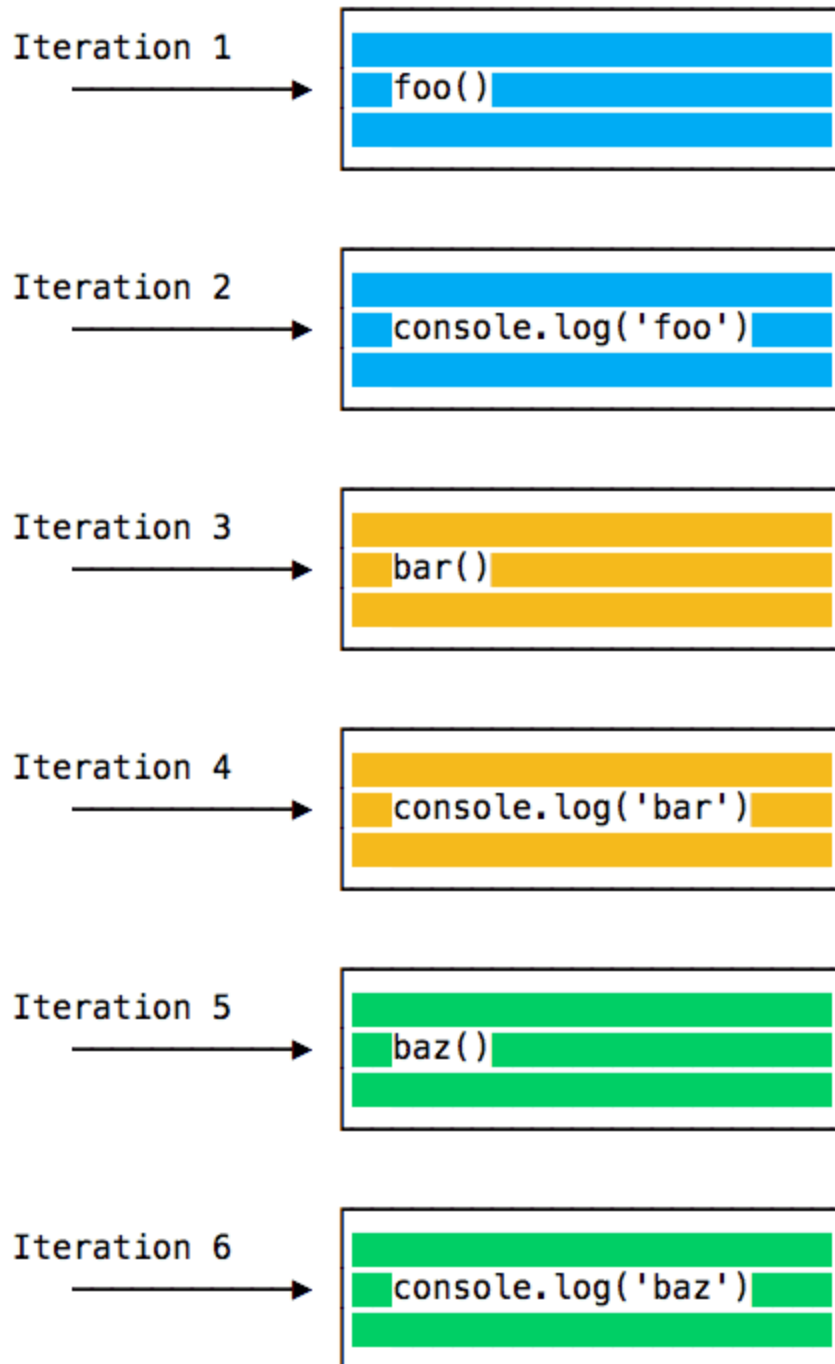 Iteration 1
foo()
Iteration 2
console.log('foo')
Iteration 3
bar()
Iteration 4
console.log('bar')
Iteration 5
baz()
Iteration 6
console.log('baz')